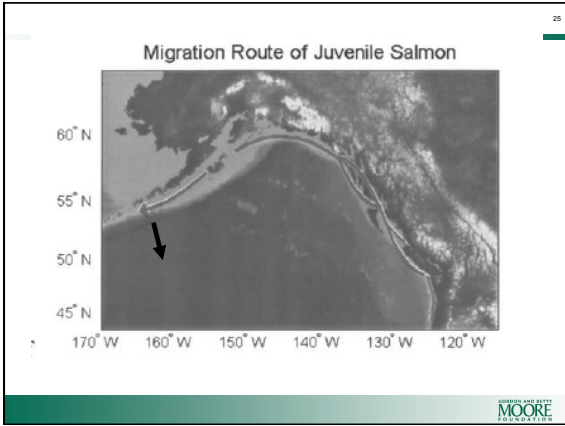 25
Migration Route of Juvenile Salmon
60° N
55° N
50° N
45° N
170° W 160° W 150° W 140° W 130° W 120° W
GORDON AND BETTY
MOORE
FOUNDATION